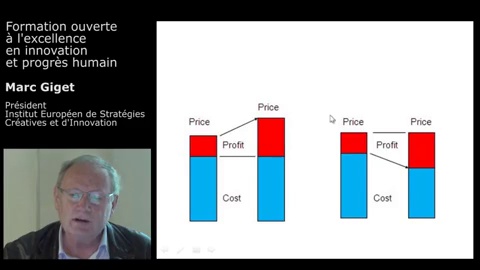 Formation ouverte
à l'excellence
en innovation
et progrès humain
Marc Giget
Président
Institut Européen de Stratégies
Créatives et d'Innovation
Price
Price
Profit
Cost
Price
Price
Profit
Cost